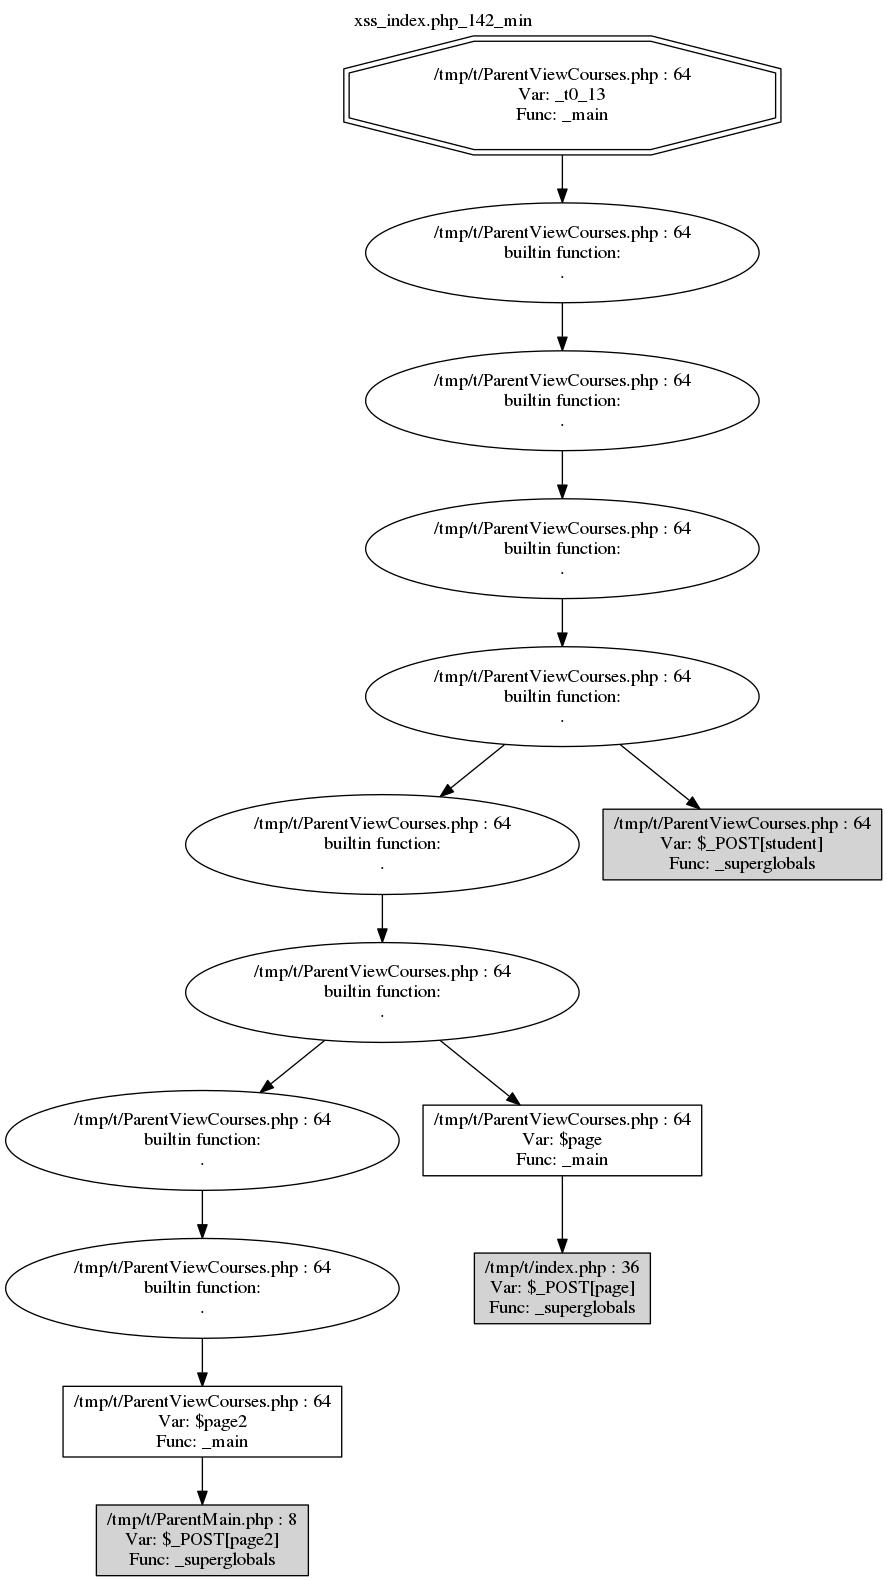 xss_index.php_142_min
/tmp/t/ParentViewCourses.php : 64
Var: _t0_13
Func: _main
/tmp/t/ParentViewCourses.php : 64
builtin function:
.
/tmp/t/ParentViewCourses.php : 64
builtin function:
.
/tmp/t/ParentViewCourses.php : 64
builtin function:
.
/tmp/t/ParentViewCourses.php : 64
builtin function:
.
/tmp/t/ParentViewCourses.php : 64
builtin function:
.
/tmp/t/ParentViewCourses.php : 64
Var: $_POST[student]
Func: _superglobals
/tmp/t/ParentViewCourses.php : 64
builtin function:
.
/tmp/t/ParentViewCourses.php : 64
builtin function:
.
/tmp/t/ParentViewCourses.php : 64
Var: $page
Func: _main
/tmp/t/ParentViewCourses.php : 64
builtin function:
.
/tmp/t/index.php : 36
Var: $_POST[page]
Func: _superglobals
/tmp/t/ParentViewCourses.php : 64
Var: $page2
Func: _main
/tmp/t/ParentMain.php : 8
Var: $_POST[page2]
Func: _superglobals